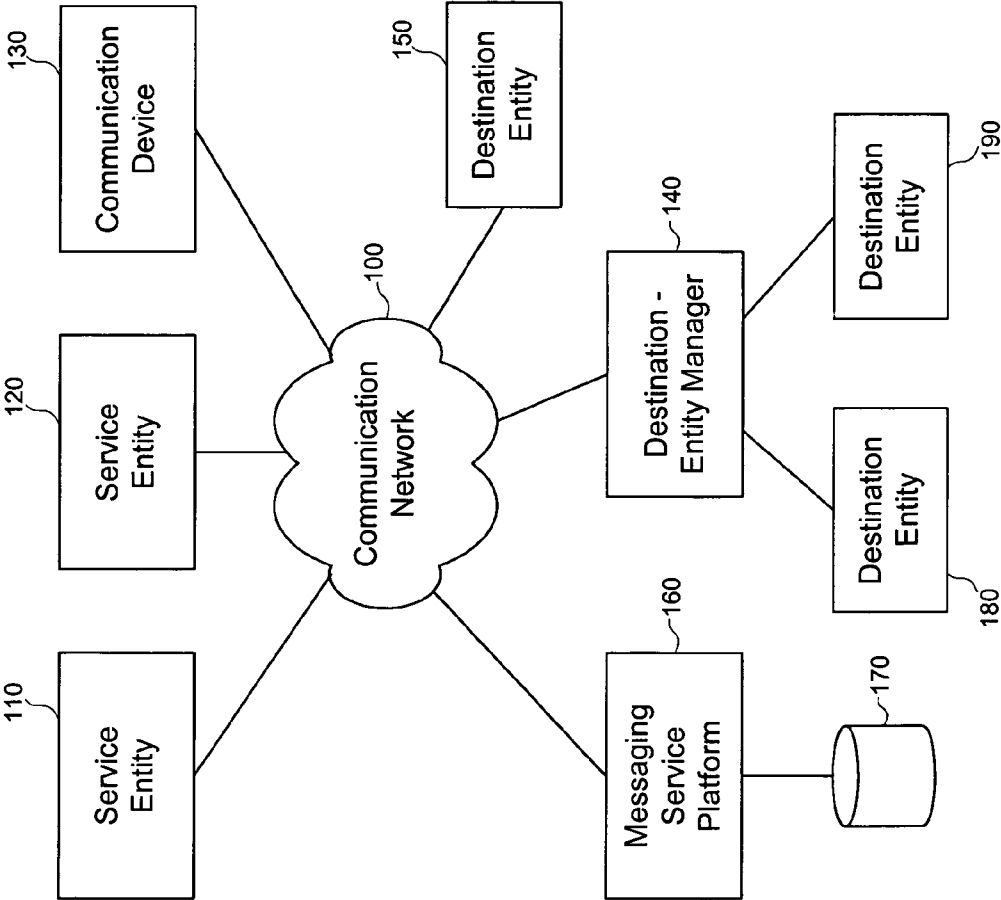 110
Service
Entity
120
Service
Entity
130
Communication
Device
100
Communication
Network
150
Destination
Entity
160
Messaging
Service
Platform
140
Destination -
Entity Manager
170
180
Destination
Entity
190
Destination
Entity